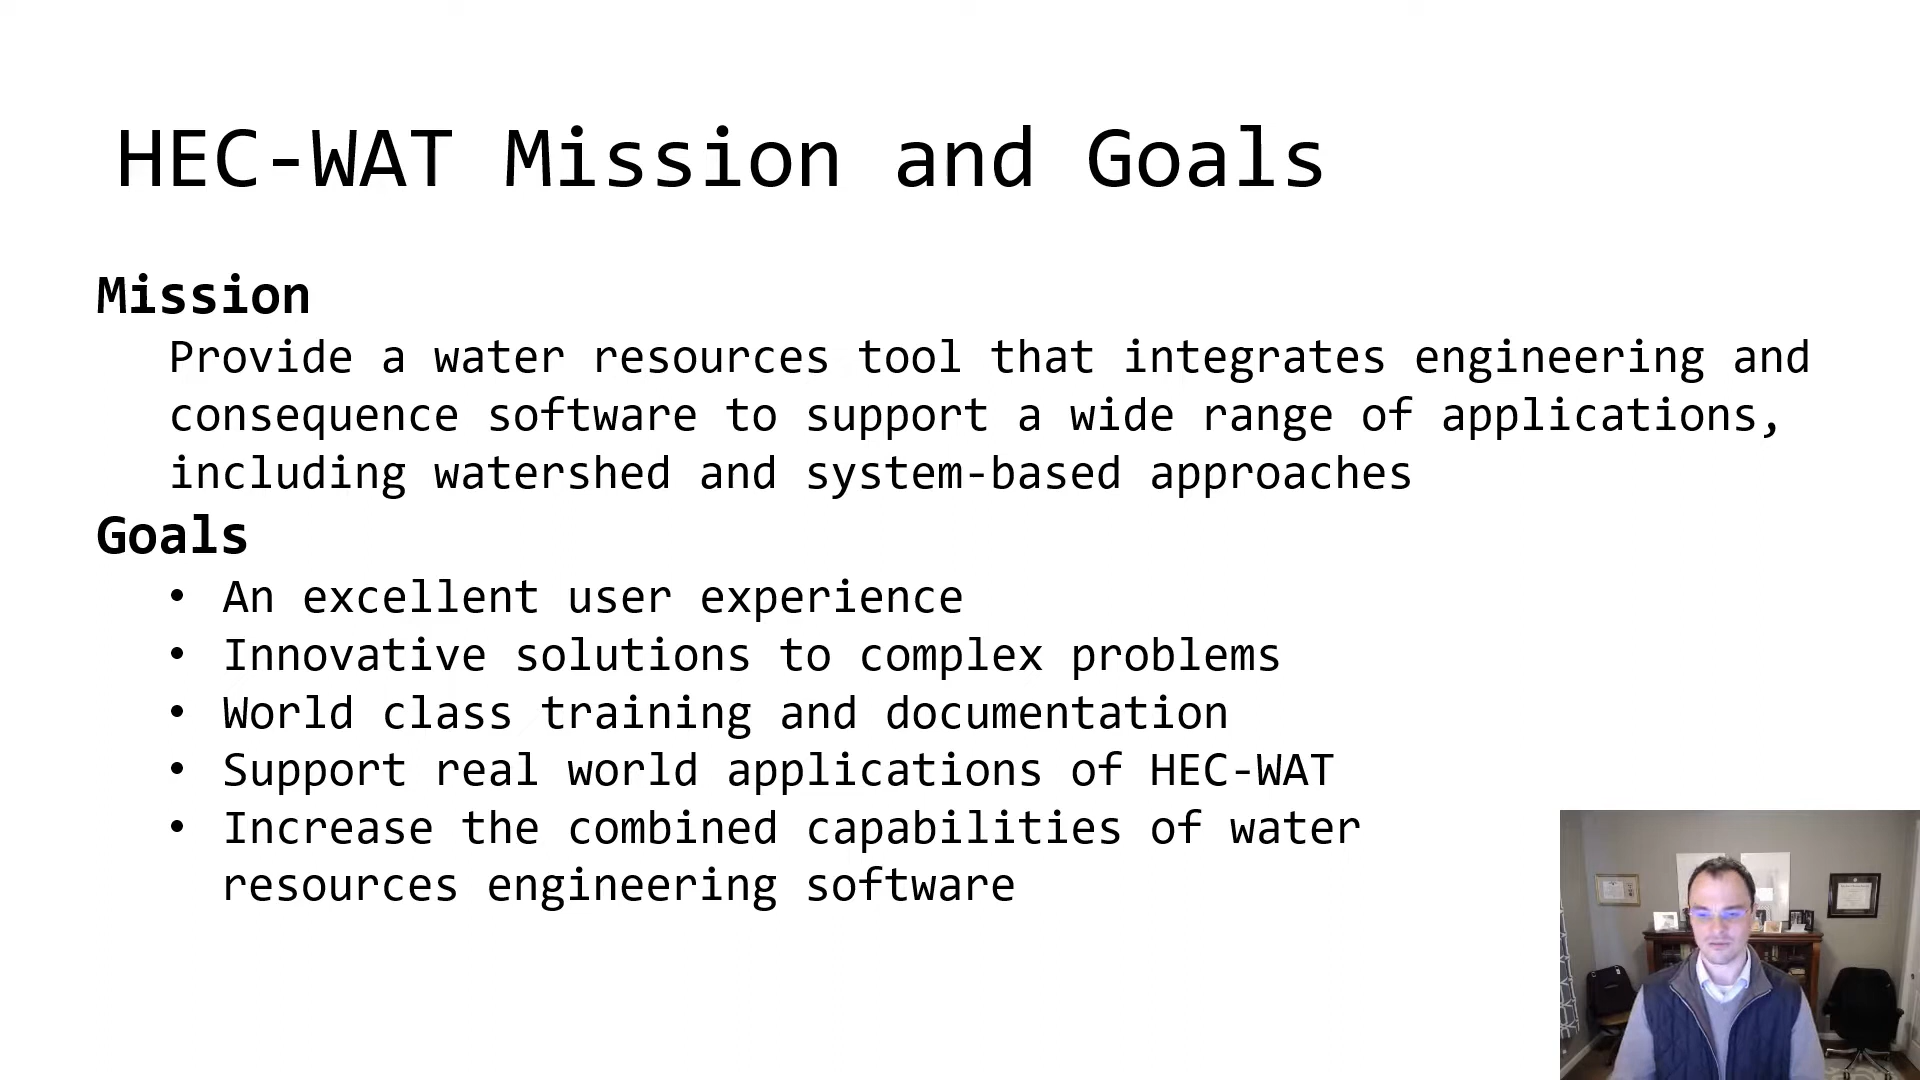 HEC-WAT Mission and Goals
Mission
Provide a water resources tool that integrates engineering and
consequence software to support a wide range of applications,
including watershed and system-based approaches
Goals
• An excellent user experience
• Innovative solutions to complex problems
• World class training and documentation
• Support real world applications of HEC-WAT
• Increase the combined capabilities of water
resources engineering software